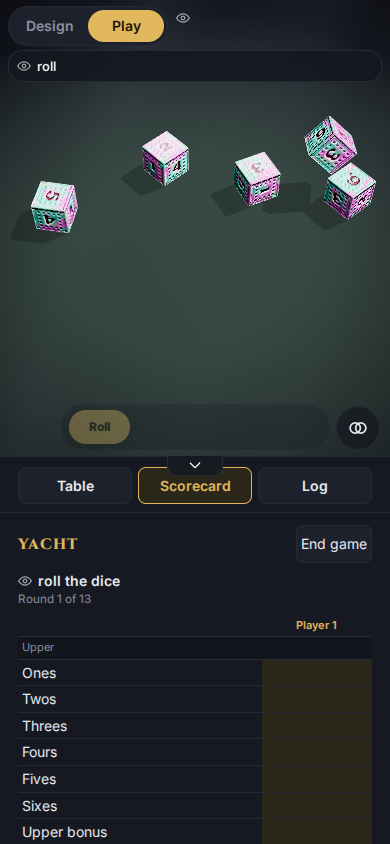 Design Play
roll
Roll
Table Scorecard Log
YACHT
End game
roll the dice
Round 1 of 13
Player 1
Upper
Ones
Twos
Threes
Fours
Fives
Sixes
Upper bonus